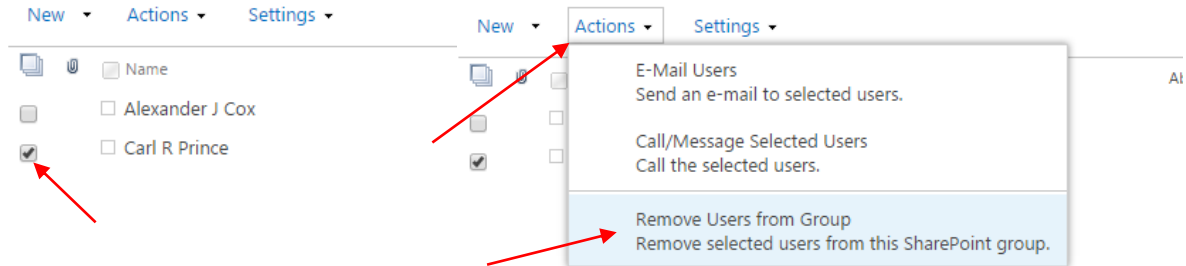 New Actions Settings
Name
Alexander J Cox
Carl R Prince
New Actions Settings
E-Mail Users
Send an e-mail to selected users.
Call/Message Selected Users
Call the selected users.
Remove Users from Group
Remove selected users from this SharePoint group.